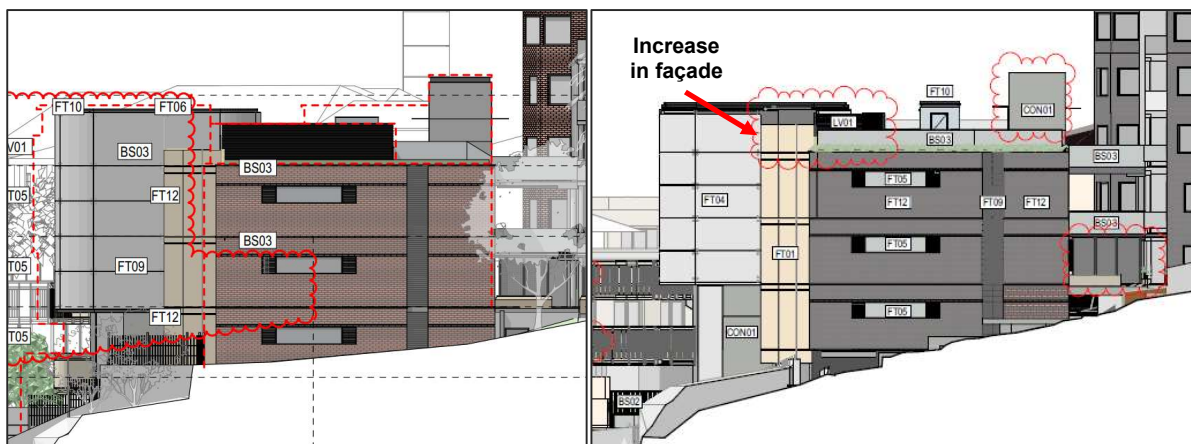 FT10
FT06
V01
BS03
BS03
T05
FT12
BS03
T05
FT09
FT12
T05
Increase
in façade
FT10
CON01
LV01
BS03
BS03
FT05
FT04
FT12
FT09
FT12
BS03
FT05
FT01
FT05
CON01
BS02